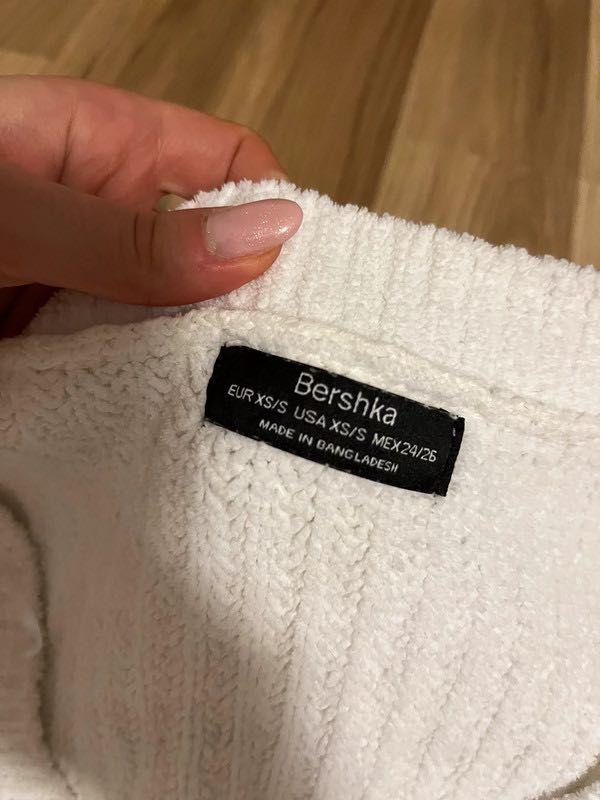 Bershka
EUR XS/S USA XS/S MEX 24/26
MADE IN BANGLADESH